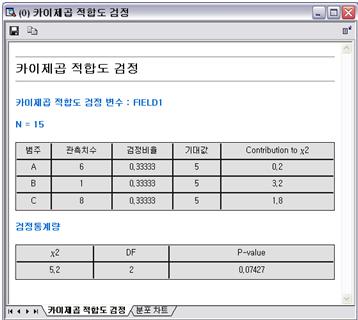 (0) 카이제곱 적합도 검정
카이제곱 적합도 검정
카이제곱 적합도 검정 변수 : FIELD1
N = 15
범주 관측치수 검정비율 기대값 Contribution to χ2
A 6 0,33333 5 0,2
B 1 0,33333 5 3,2
C 8 0,33333 5 1,8
검정통계량
χ2 DF P-value
5,2 2 0,07427
카이제곱 적합도 검정 분포 차트